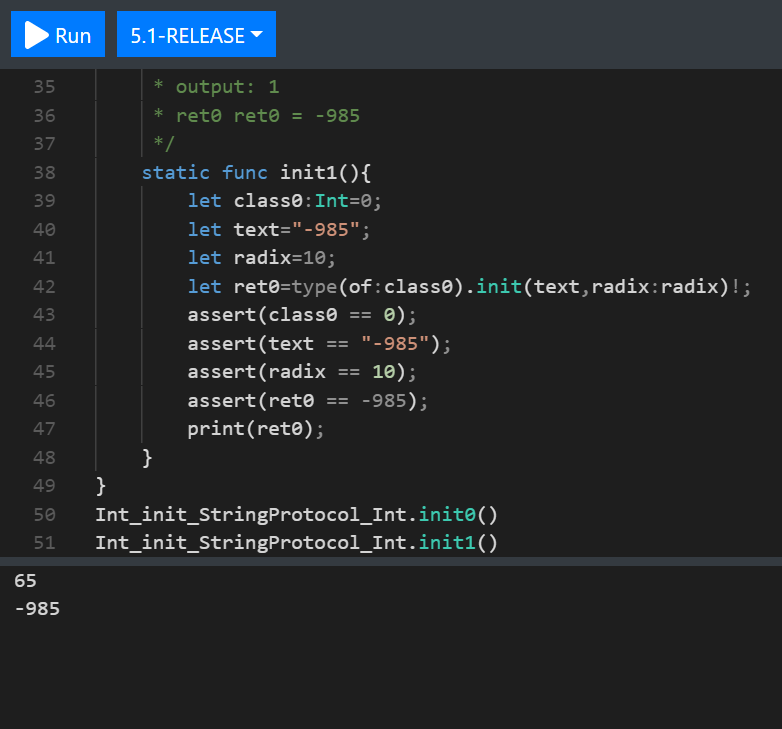 Run 5.1-RELEASE
35 * output: 1
36 * ret0 ret0 = -985
37 */
38 static func init1(){
39 let class0:Int=0;
40 let text="-985";
41 let radix=10;
42 let ret0=type(of:class0).init(text,radix:radix)!;
43 assert(class0 == 0);
44 assert(text == "-985");
45 assert(radix == 10);
46 assert(ret0 == -985);
47 print(ret0);
48 }
49 }
50 Int_init_StringProtocol_Int.init0()
51 Int_init_StringProtocol_Int.init1()
65
-985